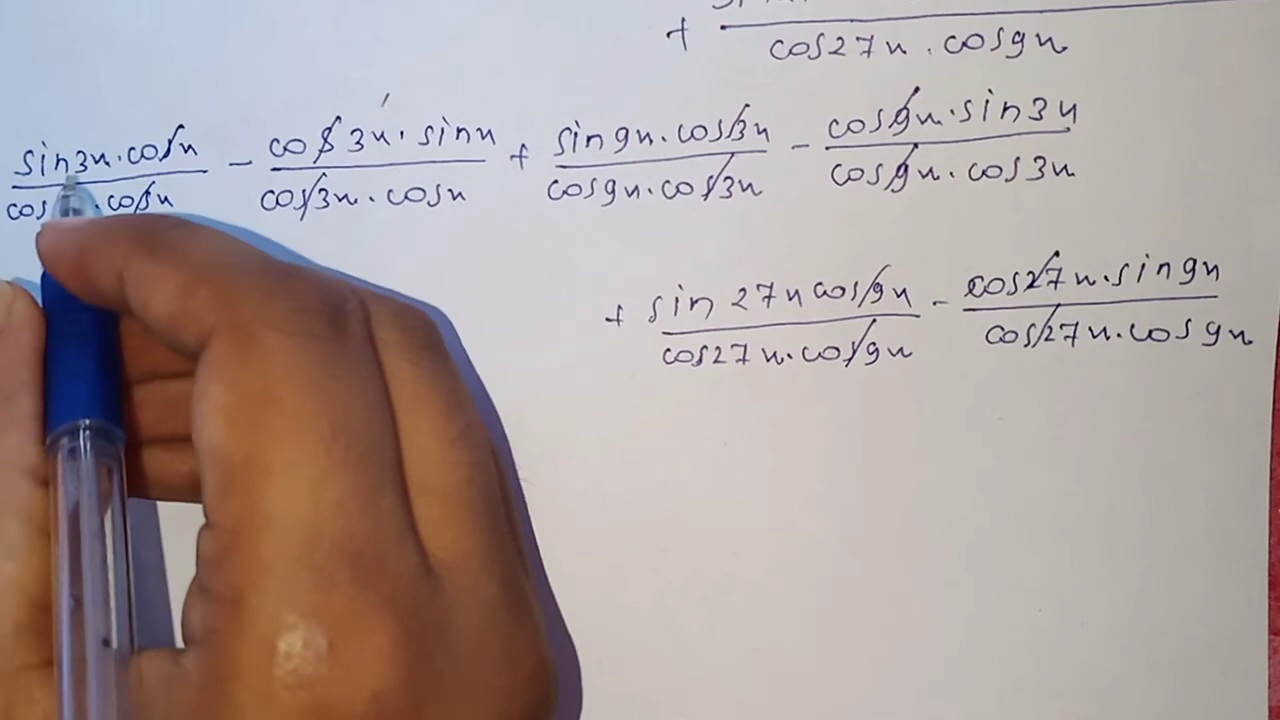 + ――― / cos27x . cos9x
sin3x.cosx / cos .cosx - cos3x.sinx / cos3x.cosx + sin9x.cos3x / cos9x.cos3x - cos9x.sin3x / cos9x.cos3x
+ sin27x cos9x / cos27x.cos9x - cos27x.sin9x / cos27x.cos9x